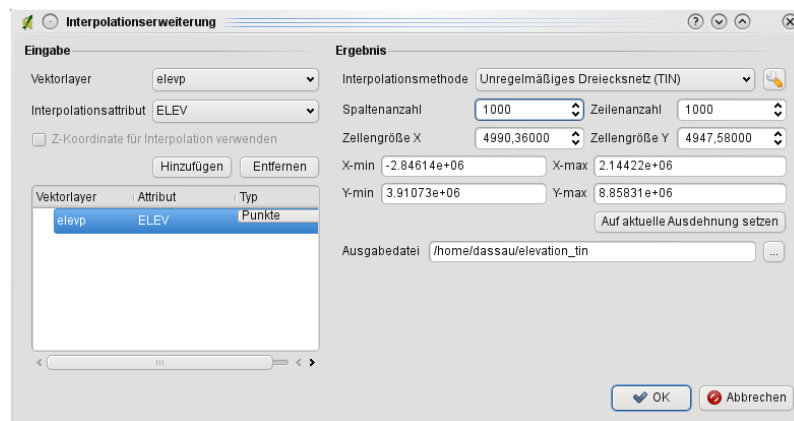 Interpolationserweiterung
Eingabe
Vektorlayer elevp
Interpolationsattribut ELEV
Z-Koordinate für Interpolation verwenden
Hinzufügen Entfernen
Vektorlayer Attribut Typ
elevp ELEV Punkte
Ergebnis
Interpolationsmethode Unregelmäßiges Dreiecksnetz (TIN)
Spaltenanzahl 1000 Zeilenanzahl 1000
Zellengröße X 4990,36000 Zellengröße Y 4947,58000
X-min -2.84614e+06 X-max 2.14422e+06
Y-min 3.91073e+06 Y-max 8.85831e+06
Auf aktuelle Ausdehnung setzen
Ausgabedatei /home/dassau/elevation_tin ...
OK Abbrechen